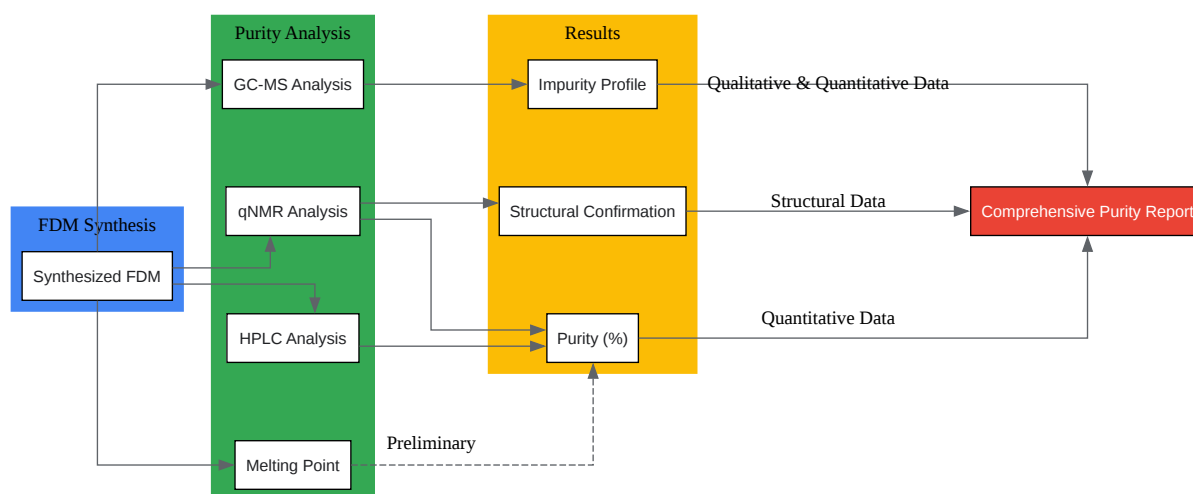 Purity Analysis
Results
GC-MS Analysis
Impurity Profile
Qualitative & Quantitative Data
FDM Synthesis
Synthesized FDM
qNMR Analysis
Structural Confirmation
Structural Data
Comprehensive Purity Report
HPLC Analysis
Purity (%)
Quantitative Data
Melting Point
Preliminary